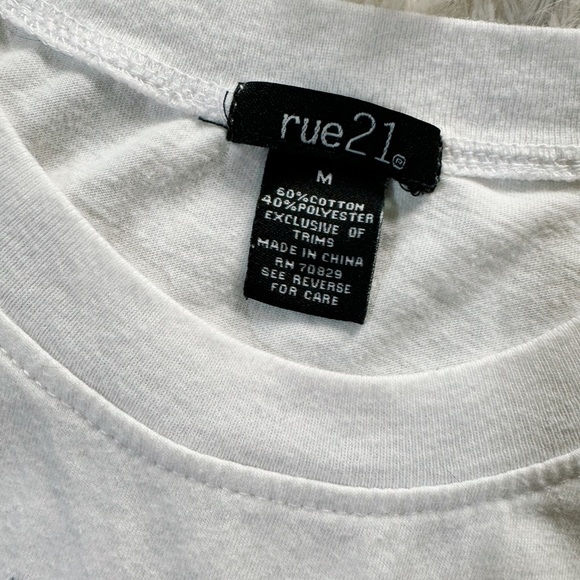 rue21®
M
60%COTTON
40%POLYESTER
EXCLUSIVE OF
TRIMS
MADE IN CHINA
RN 70829
SEE REVERSE
FOR CARE